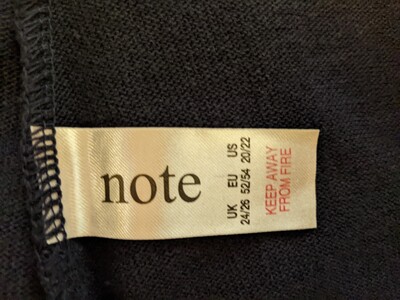 note
UK EU US
24/26 52/54 20/22
KEEP AWAY
FROM FIRE